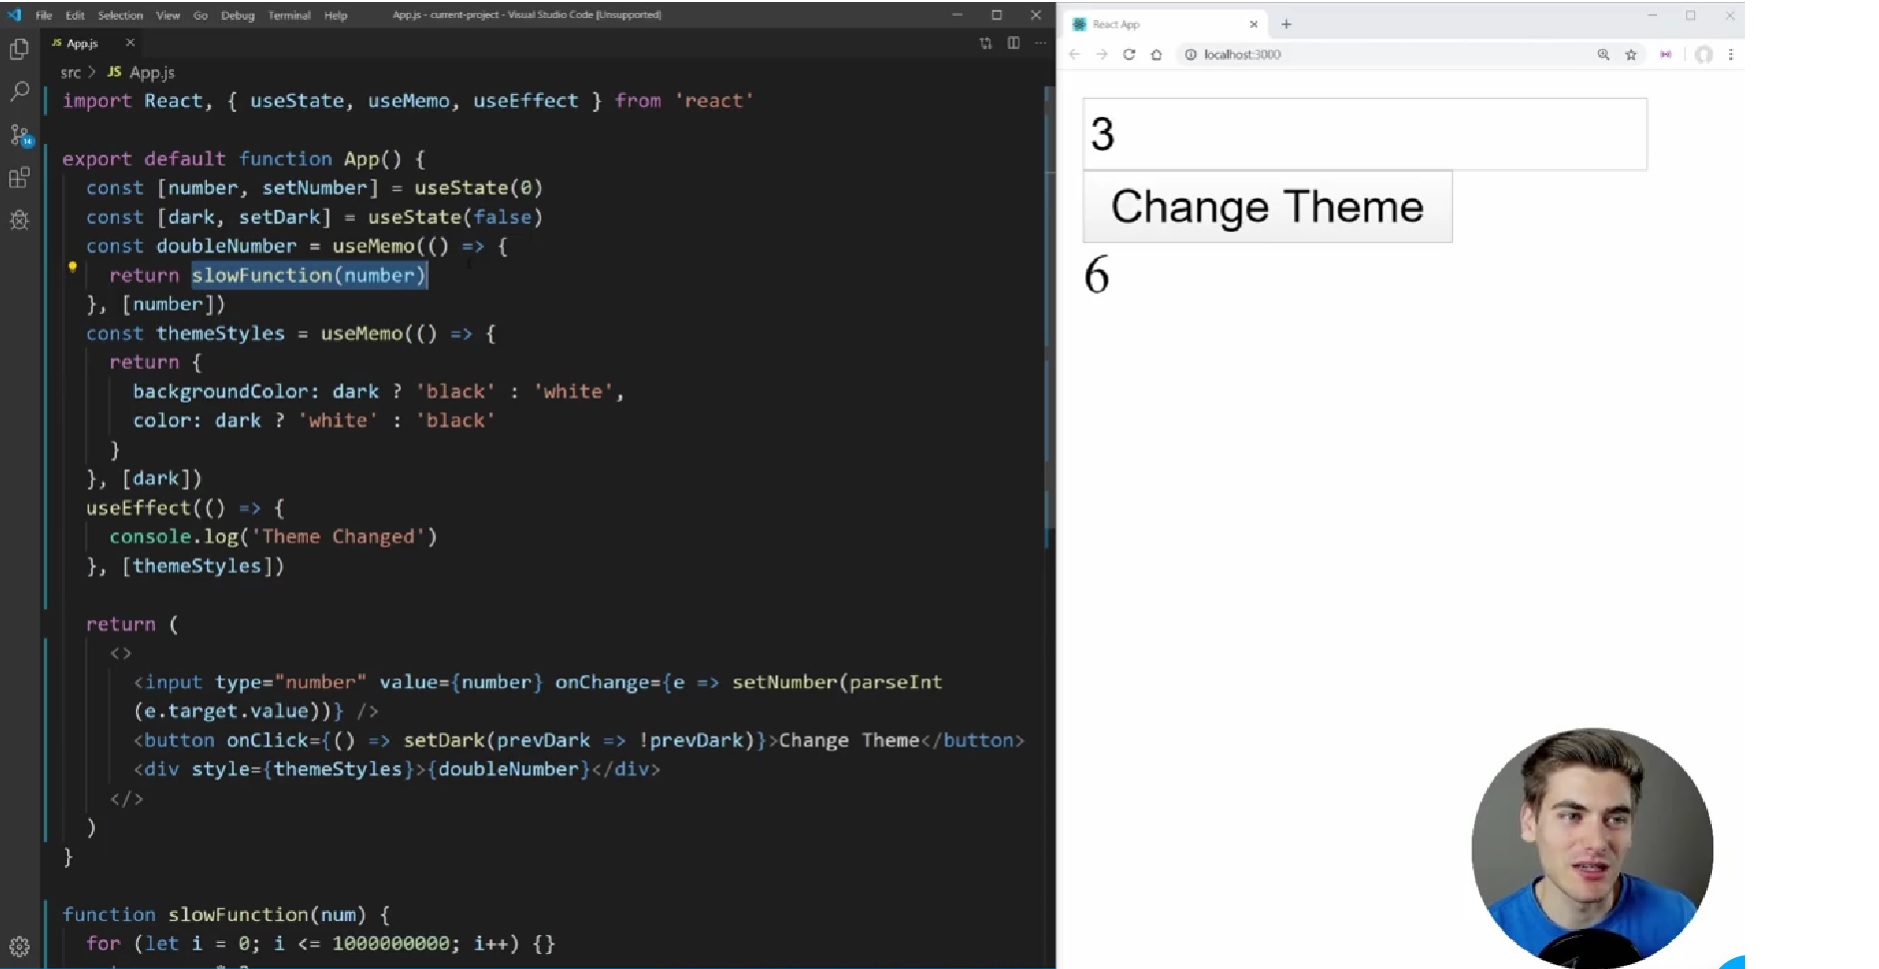 File Edit Selection View Go Debug Terminal Help
App.js - current-project - Visual Studio Code [Unsupported]
JS App.js
src > JS App.js
import React, { useState, useMemo, useEffect } from 'react'
export default function App() {
const [number, setNumber] = useState(0)
const [dark, setDark] = useState(false)
const doubleNumber = useMemo(() => {
return slowFunction(number)
}, [number])
const themeStyles = useMemo(() => {
return {
backgroundColor: dark ? 'black' : 'white',
color: dark ? 'white' : 'black'
}
}, [dark])
useEffect(() => {
console.log('Theme Changed')
}, [themeStyles])
return (
<>
<input type="number" value={number} onChange={e => setNumber(parseInt
(e.target.value))} />
<button onClick={() => setDark(prevDark => !prevDark)}>Change Theme</button>
<div style={themeStyles}>{doubleNumber}</div>
</>
)
}
function slowFunction(num) {
for (let i = 0; i <= 1000000000; i++) {}
React App
localhost:3000
3
Change Theme
6